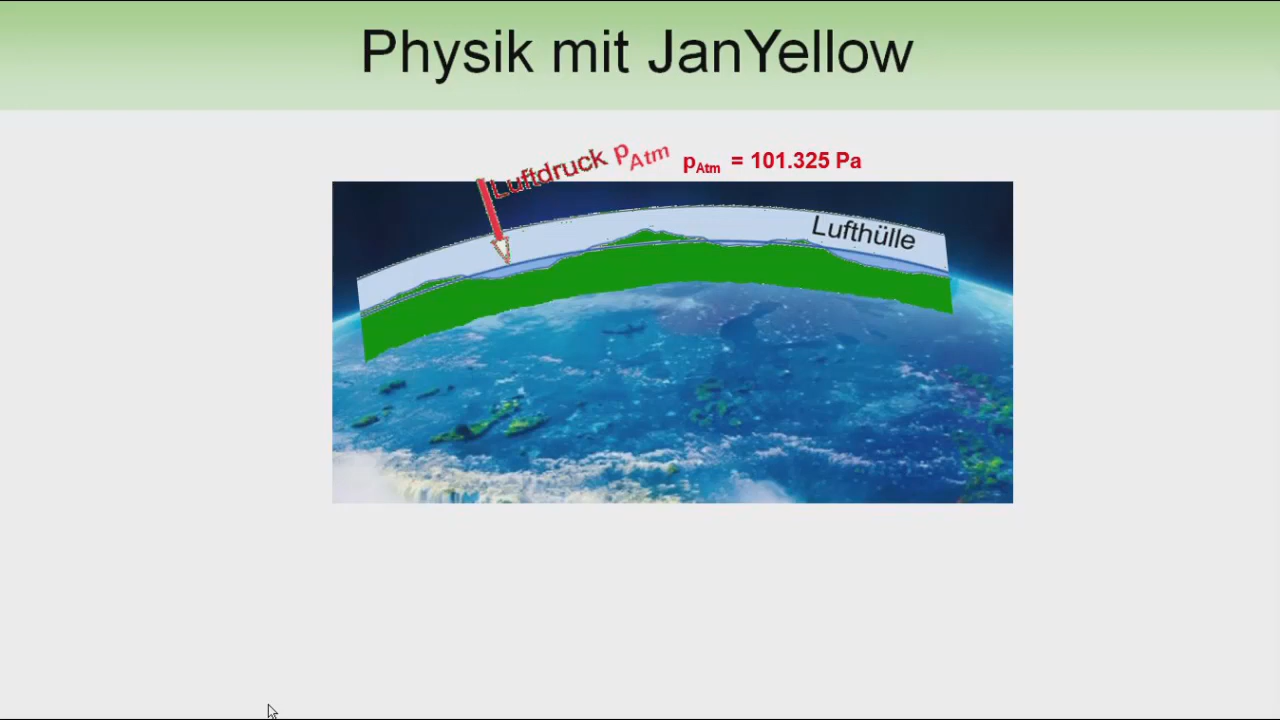 Physik mit JanYellow
Luftdruck pAtm
pAtm = 101.325 Pa
Lufthülle